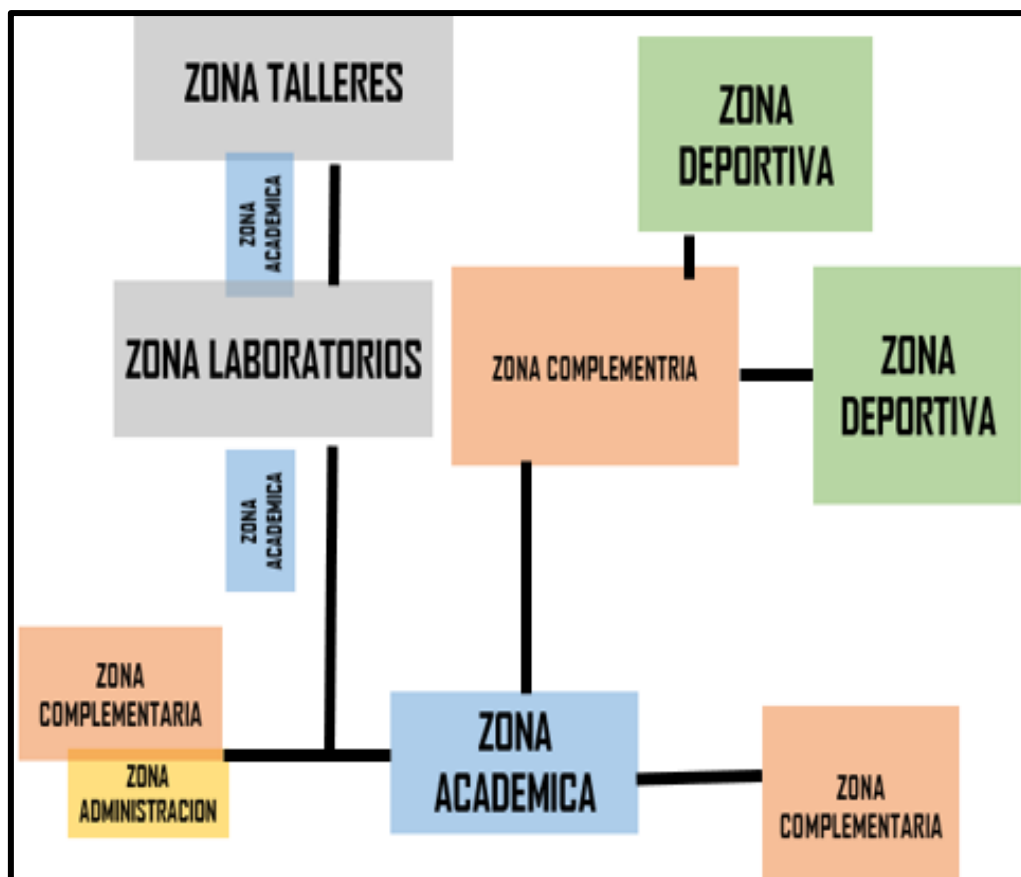 ZONA TALLERES
ZONA
DEPORTIVA
ZONA
ACADEMICA
ZONA LABORATORIOS
ZONA COMPLEMENTRIA
ZONA
DEPORTIVA
ZONA
ACADEMICA
ZONA
COMPLEMENTARIA
ZONA
ADMINISTRACION
ZONA
ACADEMICA
ZONA
COMPLEMENTARIA